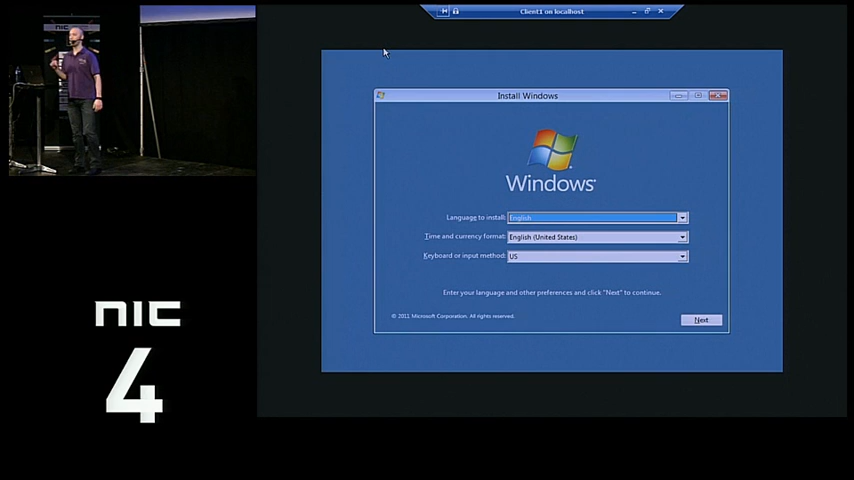 nic
Client1 on localhost
Install Windows
Windows
Language to install: English
Time and currency format: English (United States)
Keyboard or input method: US
Enter your language and other preferences and click "Next" to continue.
© 2011 Microsoft Corporation. All rights reserved.
Next
nic
4